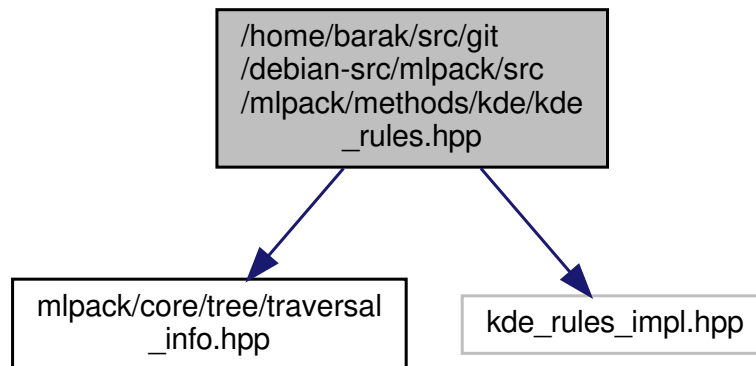 /home/barak/src/git
/debian-src/mlpack/src
/mlpack/methods/kde/kde
_rules.hpp
mlpack/core/tree/traversal
_info.hpp
kde_rules_impl.hpp